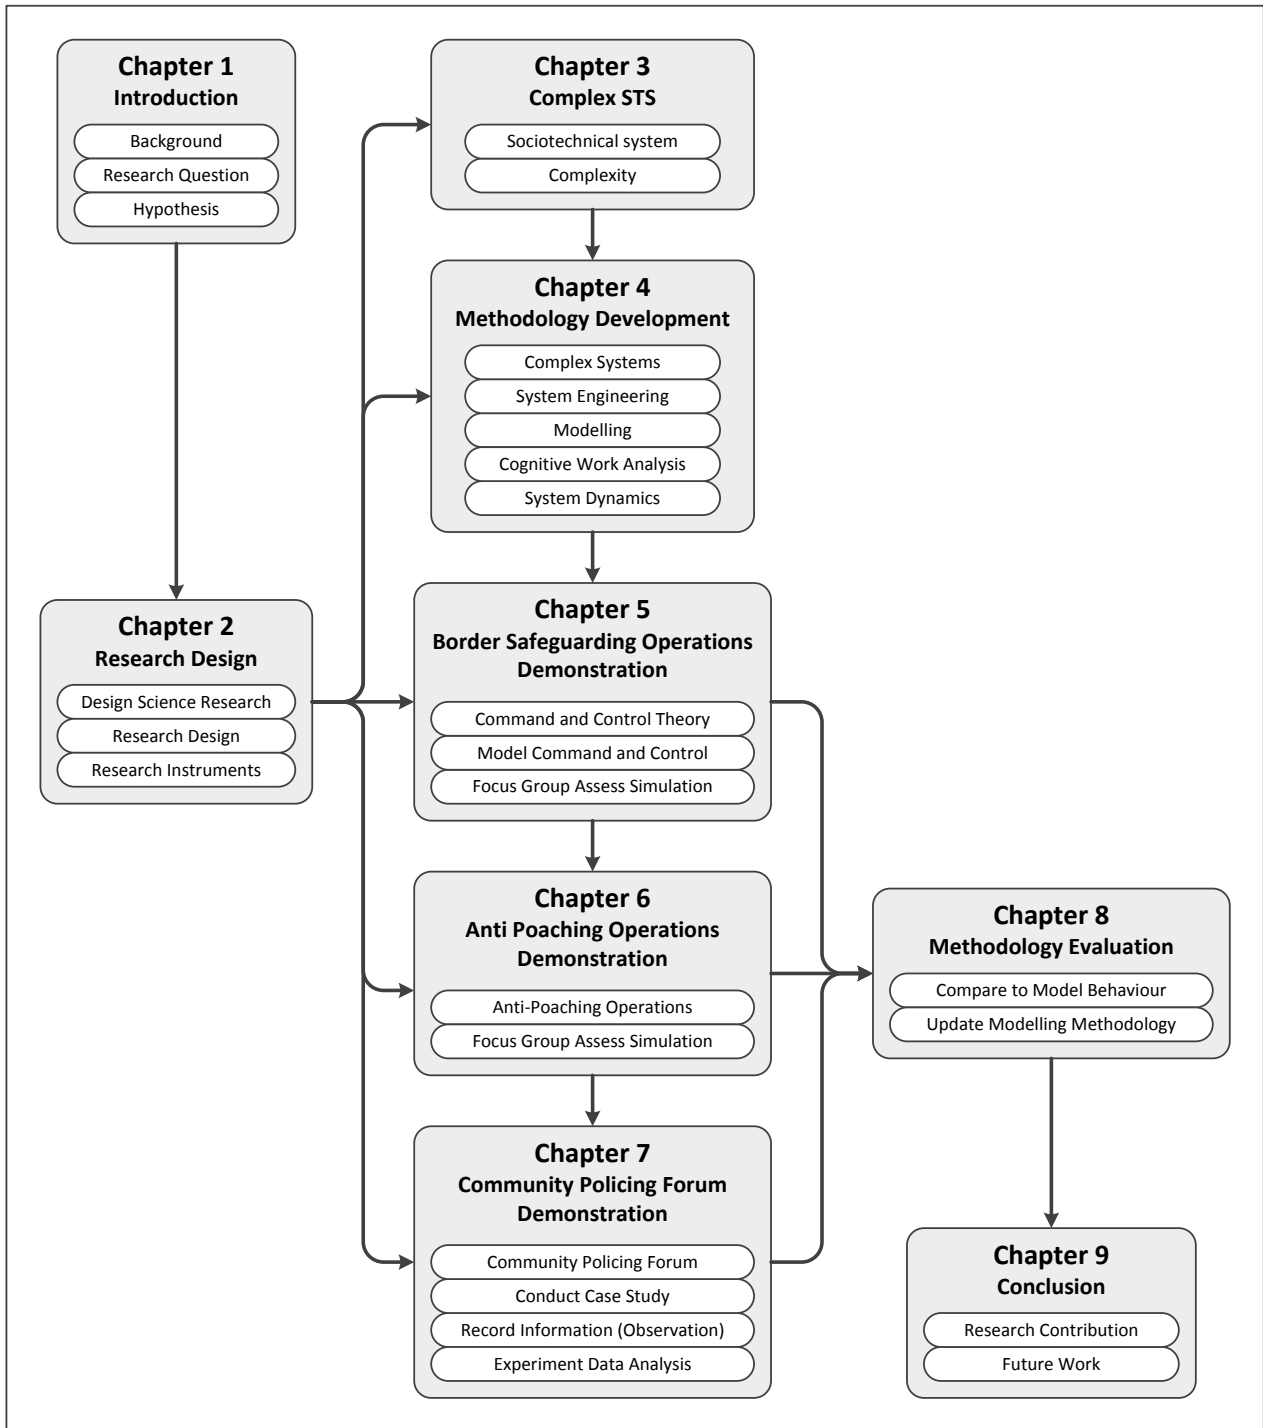 Chapter 1
Introduction
Background
Research Question
Hypothesis
Chapter 2
Research Design
Design Science Research
Research Design
Research Instruments
Chapter 3
Complex STS
Sociotechnical system
Complexity
Chapter 4
Methodology Development
Complex Systems
System Engineering
Modelling
Cognitive Work Analysis
System Dynamics
Chapter 5
Border Safeguarding Operations
Demonstration
Command and Control Theory
Model Command and Control
Focus Group Assess Simulation
Chapter 6
Anti Poaching Operations
Demonstration
Anti-Poaching Operations
Focus Group Assess Simulation
Chapter 7
Community Policing Forum
Demonstration
Community Policing Forum
Conduct Case Study
Record Information (Observation)
Experiment Data Analysis
Chapter 8
Methodology Evaluation
Compare to Model Behaviour
Update Modelling Methodology
Chapter 9
Conclusion
Research Contribution
Future Work